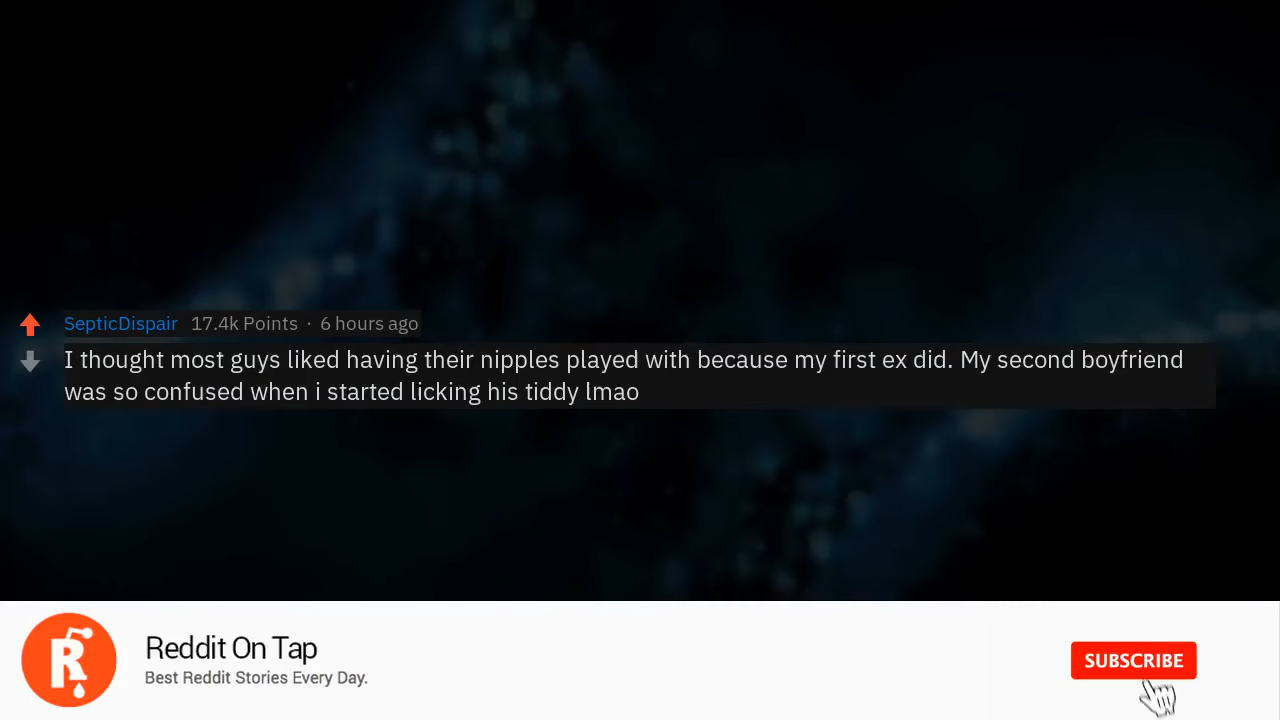 SepticDispair 17.4k Points · 6 hours ago
I thought most guys liked having their nipples played with because my first ex did. My second boyfriend
was so confused when i started licking his tiddy lmao
Reddit On Tap
Best Reddit Stories Every Day.
SUBSCRIBE